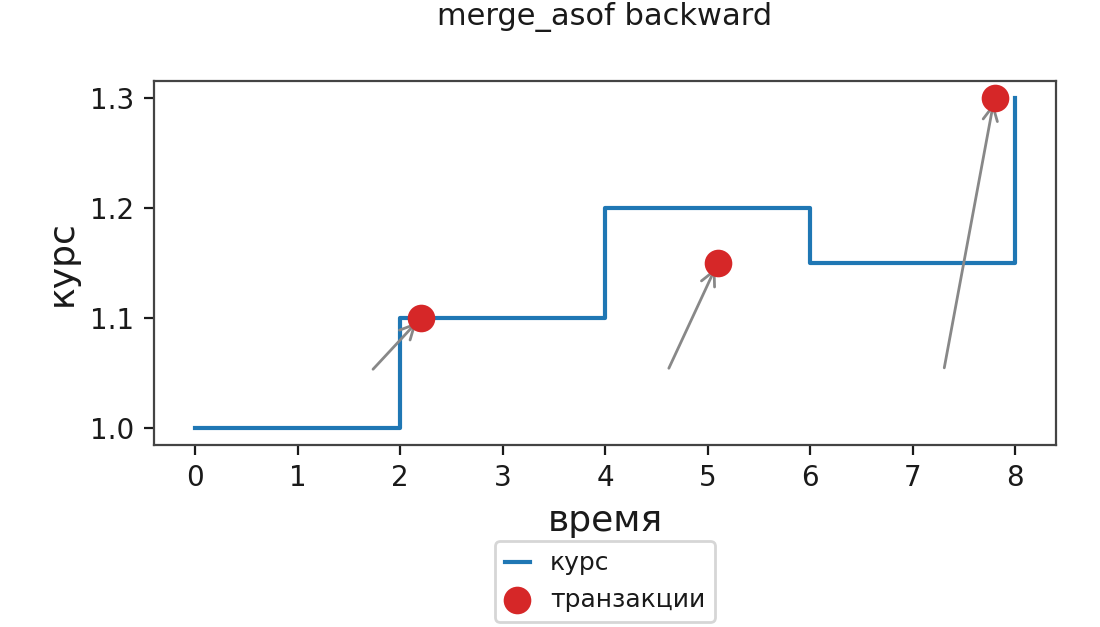 merge_asof backward
1.3
1.2
1.1
1.0
курс
0 1 2 3 4 5 6 7 8
время
курс
транзакции